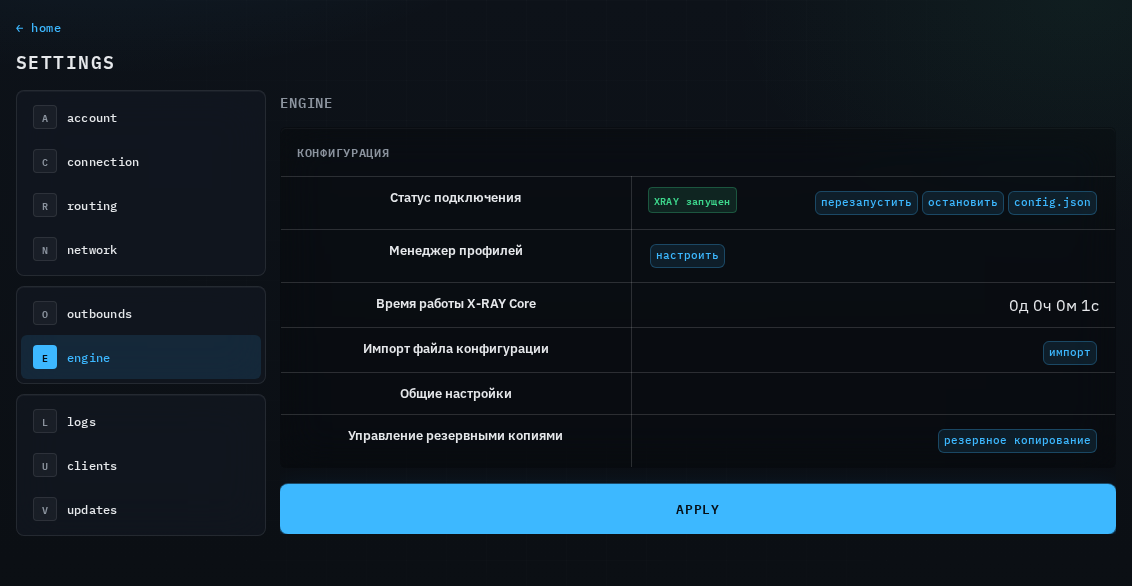 ← home
SETTINGS
A account
C connection
R routing
N network
O outbounds
E engine
L logs
U clients
V updates
ENGINE
КОНФИГУРАЦИЯ
Статус подключения XRAY запущен перезапустить остановить config.json
Менеджер профилей настроить
Время работы X-RAY Core 0д 0ч 0м 1с
Импорт файла конфигурации импорт
Общие настройки
Управление резервными копиями резервное копирование
APPLY